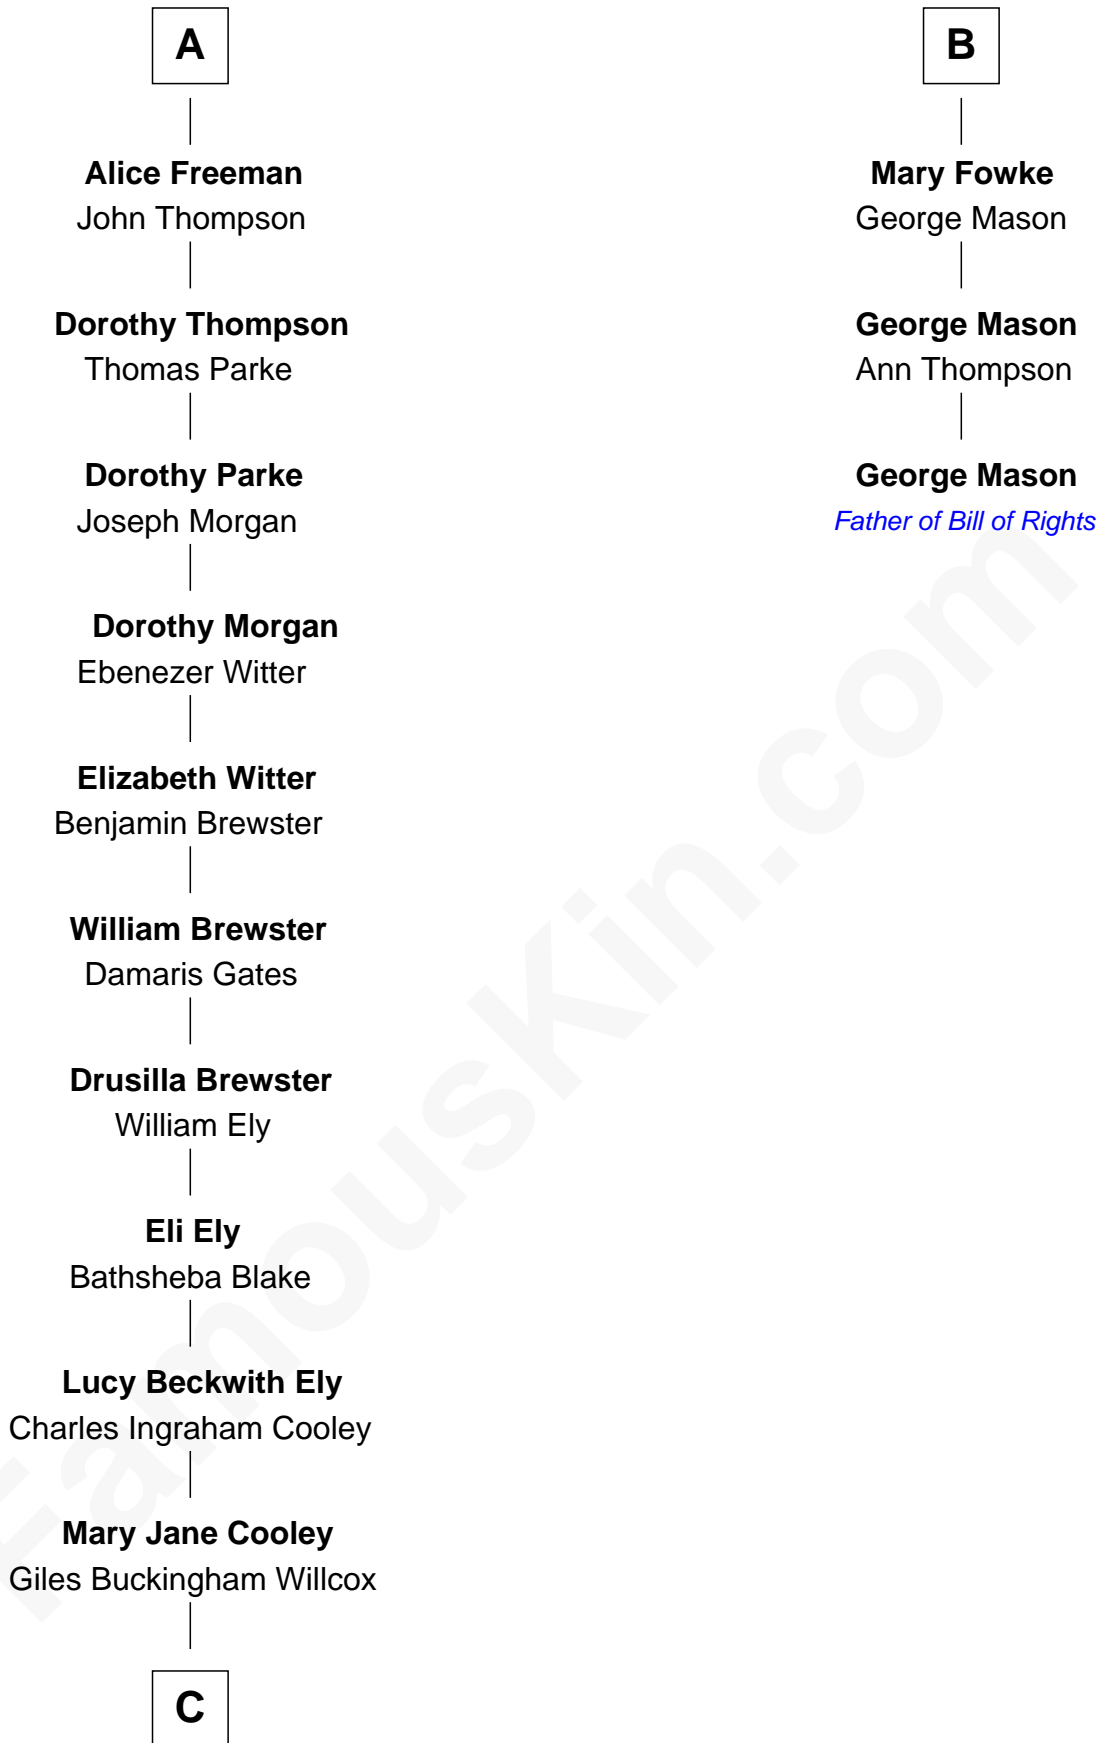 A
Alice Freeman
John Thompson
Dorothy Thompson
Thomas Parke
Dorothy Parke
Joseph Morgan
Dorothy Morgan
Ebenezer Witter
Elizabeth Witter
Benjamin Brewster
William Brewster
Damaris Gates
Drusilla Brewster
William Ely
Eli Ely
Bathsheba Blake
Lucy Beckwith Ely
Charles Ingraham Cooley
Mary Jane Cooley
Giles Buckingham Willcox
C
B
Mary Fowke
George Mason
George Mason
Ann Thompson
George Mason
Father of Bill of Rights
FamousKin.com